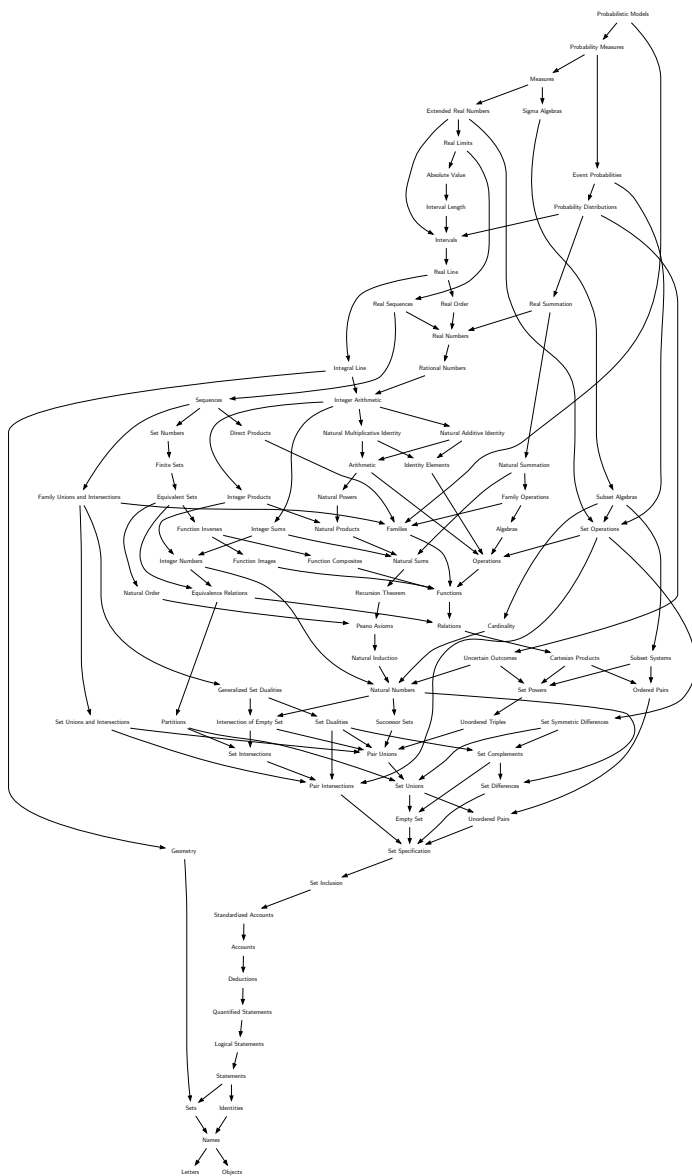 Probabilistic Models
Probability Measures
Measures
Extended Real Numbers
Sigma Algebras
Real Limits
Absolute Value
Event Probabilities
Interval Length
Probability Distributions
Intervals
Real Line
Real Sequences
Real Order
Real Summation
Real Numbers
Integral Line
Rational Numbers
Sequences
Integer Arithmetic
Set Numbers
Direct Products
Natural Multiplicative Identity
Natural Additive Identity
Finite Sets
Arithmetic
Identity Elements
Natural Summation
Family Unions and Intersections
Equivalent Sets
Integer Products
Natural Powers
Family Operations
Subset Algebras
Function Inverses
Integer Sums
Natural Products
Families
Algebras
Set Operations
Integer Numbers
Function Images
Function Composites
Natural Sums
Operations
Natural Order
Equivalence Relations
Recursion Theorem
Functions
Peano Axioms
Relations
Cardinality
Natural Induction
Uncertain Outcomes
Cartesian Products
Subset Systems
Generalized Set Dualities
Natural Numbers
Set Powers
Ordered Pairs
Set Unions and Intersections
Partitions
Intersection of Empty Set
Set Dualities
Successor Sets
Unordered Triples
Set Symmetric Differences
Set Intersections
Pair Unions
Set Complements
Pair Intersections
Set Unions
Set Differences
Empty Set
Unordered Pairs
Geometry
Set Specification
Set Inclusion
Standardized Accounts
Accounts
Deductions
Quantified Statements
Logical Statements
Statements
Sets
Identities
Names
Letters
Objects